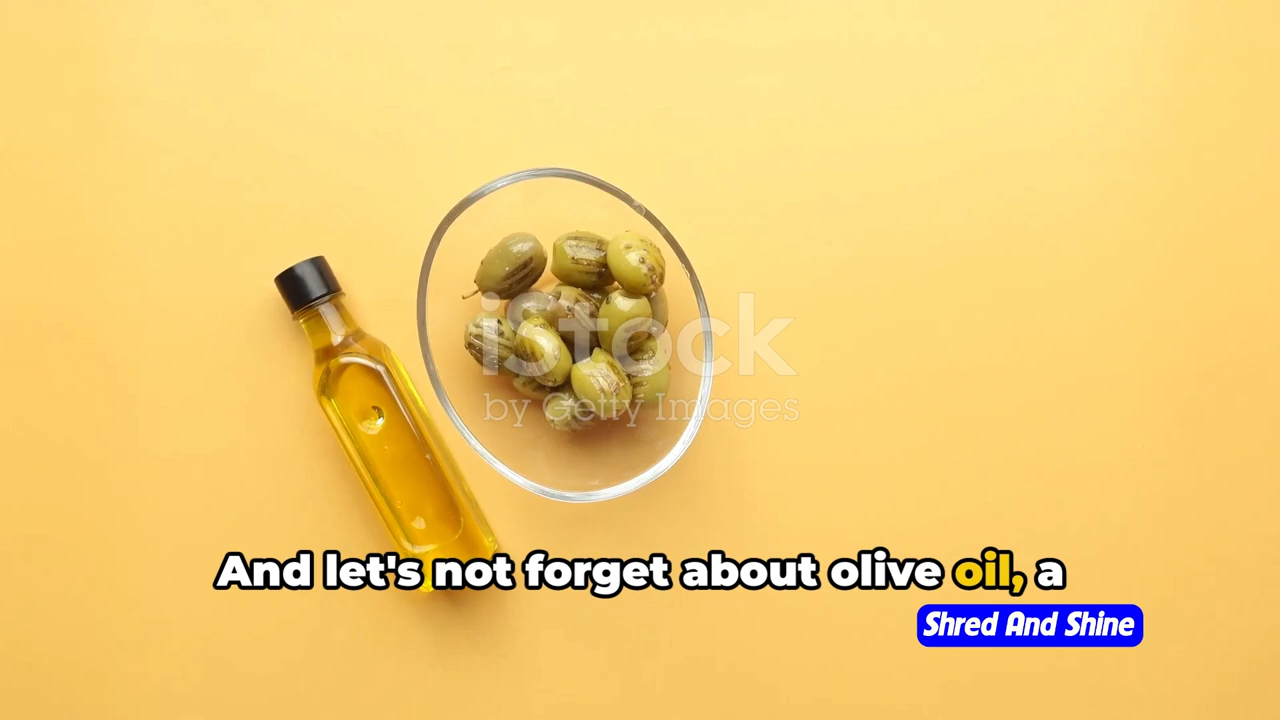 iStock
by Getty Images
And let's not forget about olive oil, a
Shred And Shine